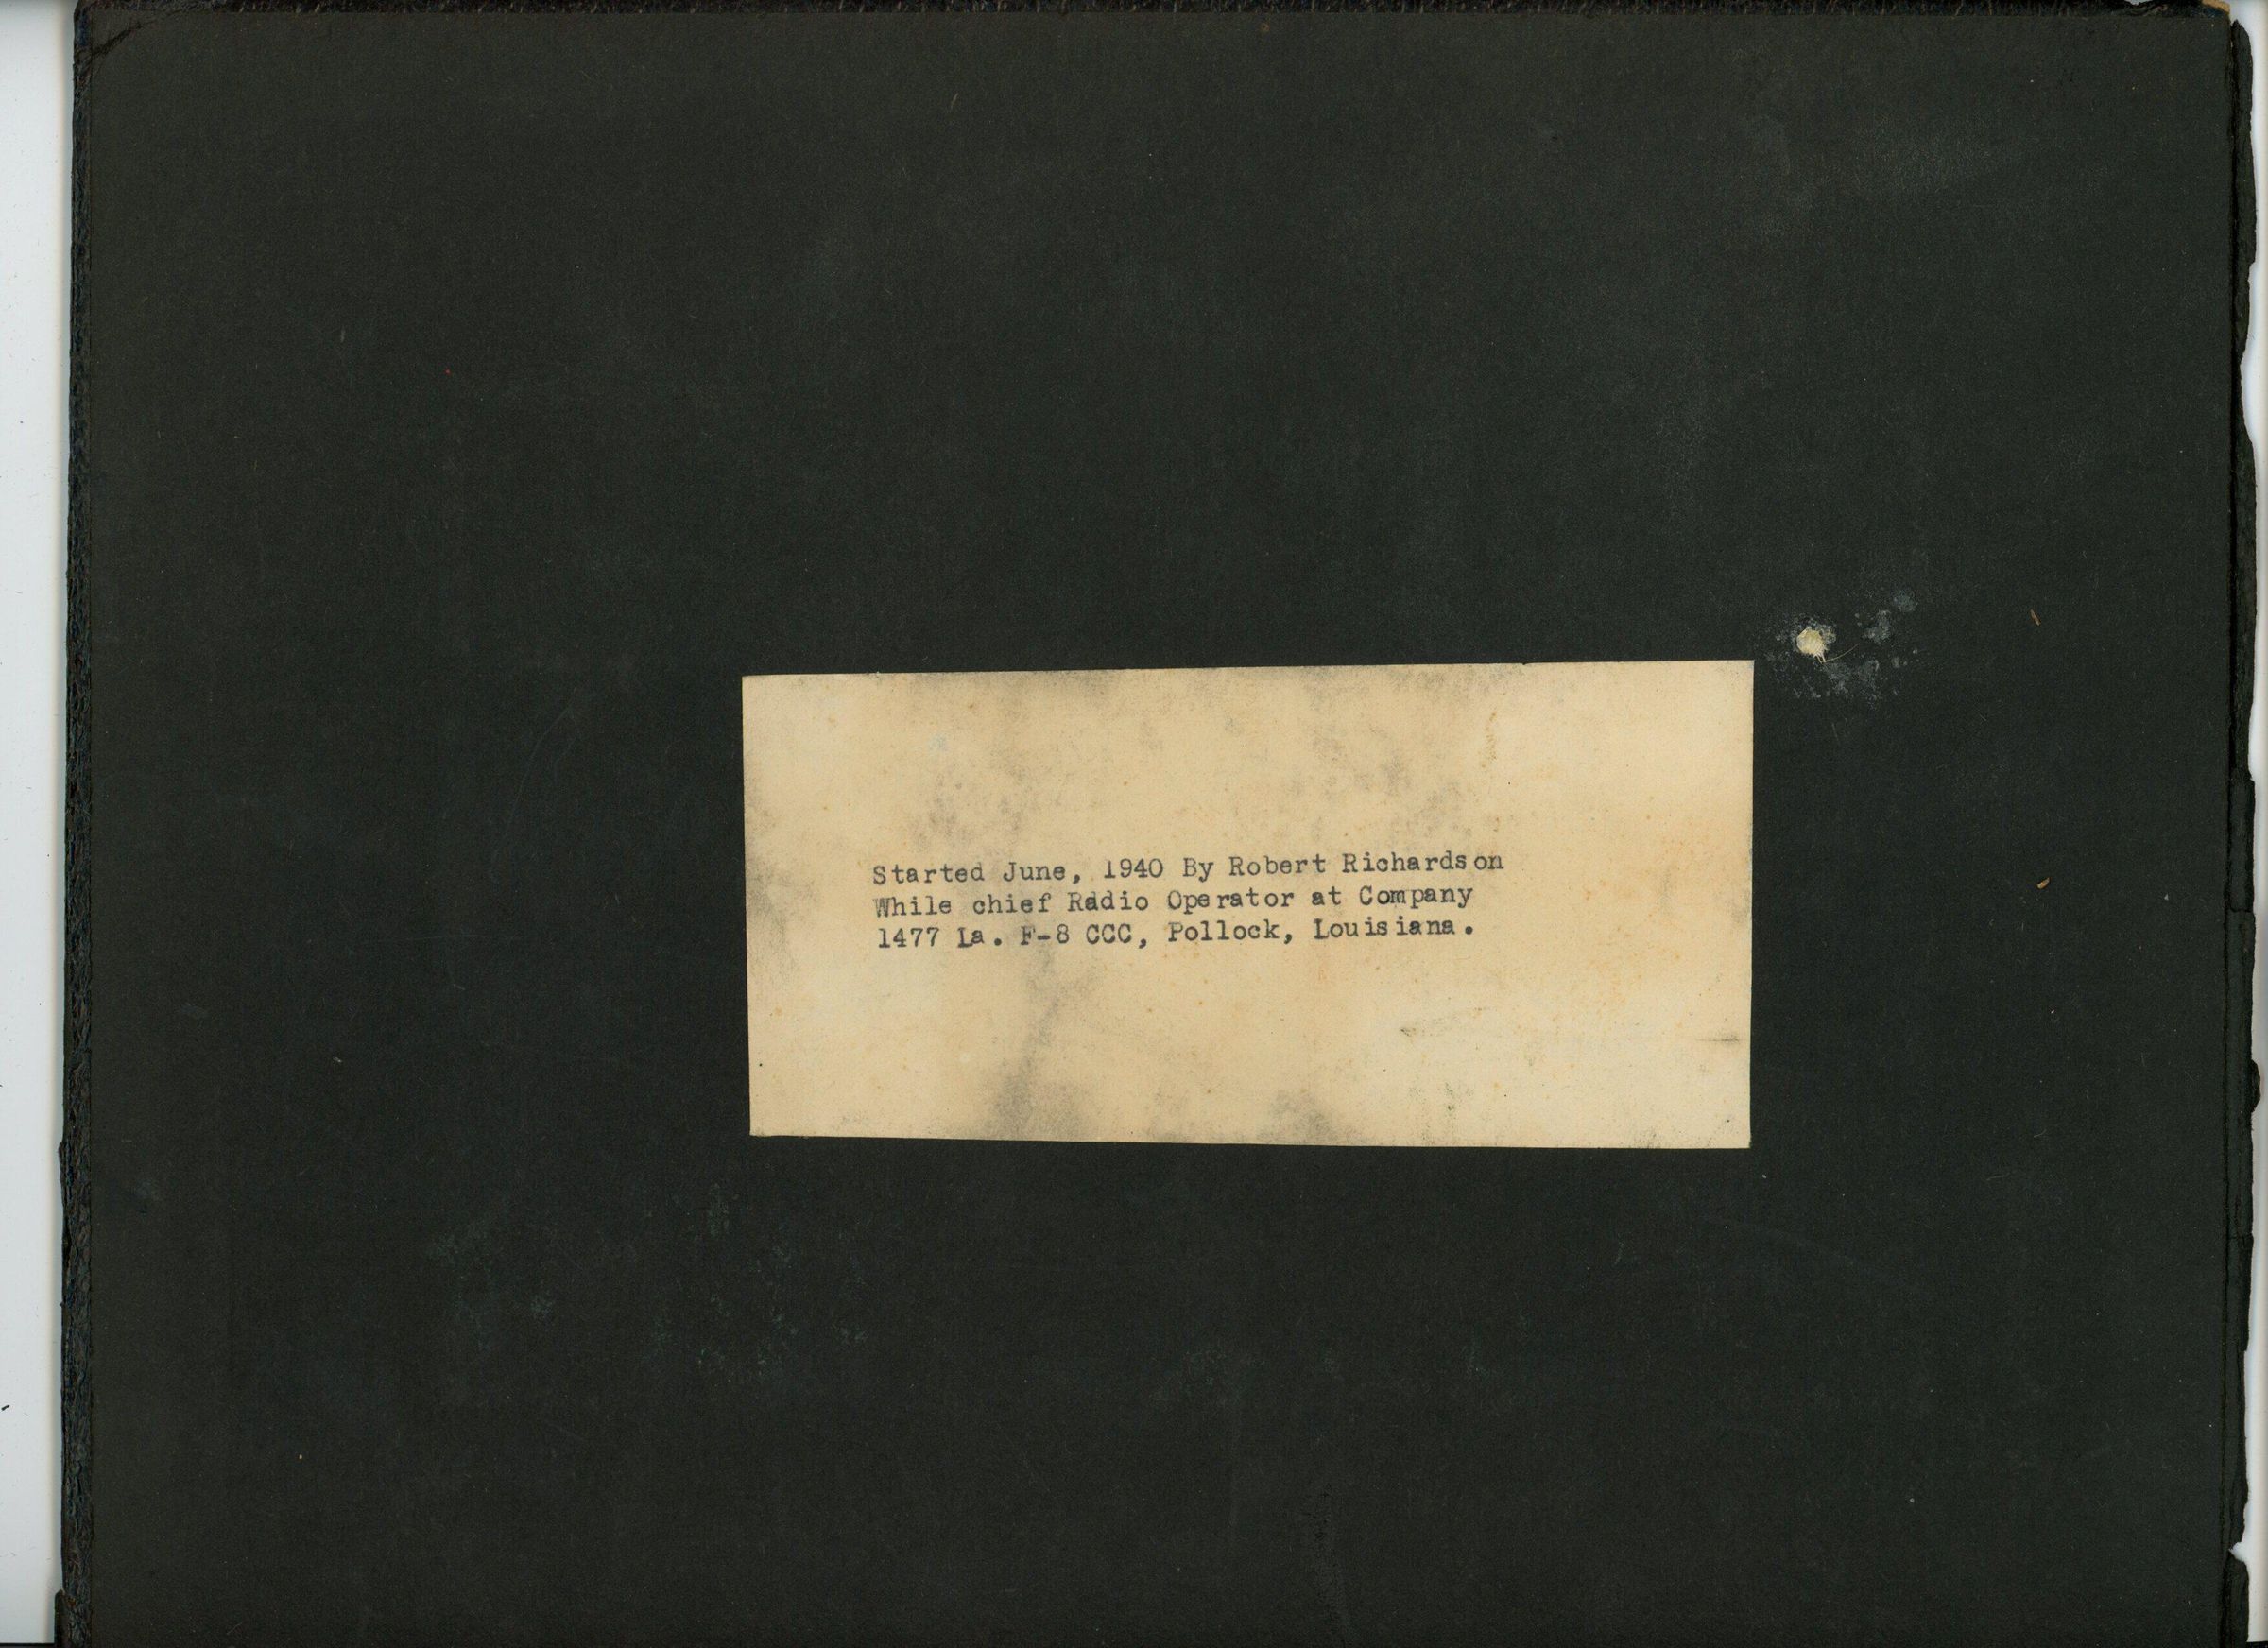 Started June, 1940 By Robert Richardson
While chief Radio Operator at Company
1477 La. F-8 CCC, Pollock, Louisiana.